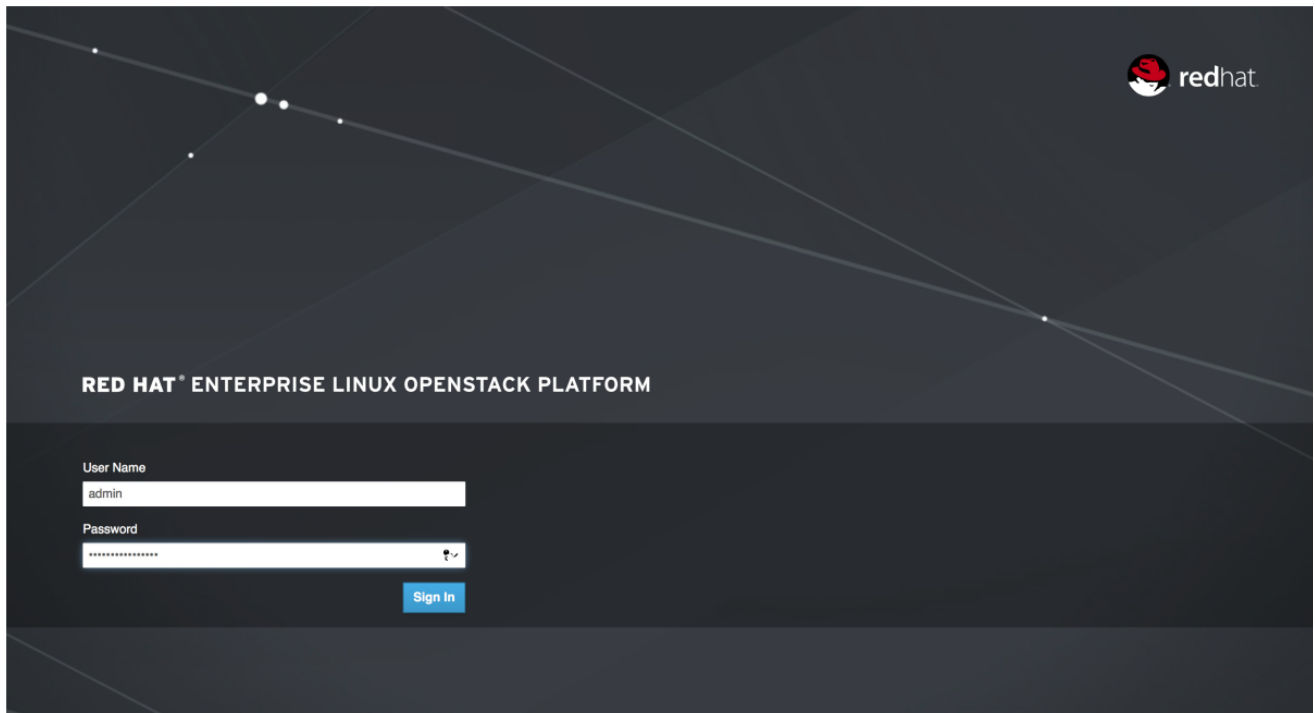 redhat.
RED HAT® ENTERPRISE LINUX OPENSTACK PLATFORM
User Name
admin
Password
••••••••••••••••
Sign In